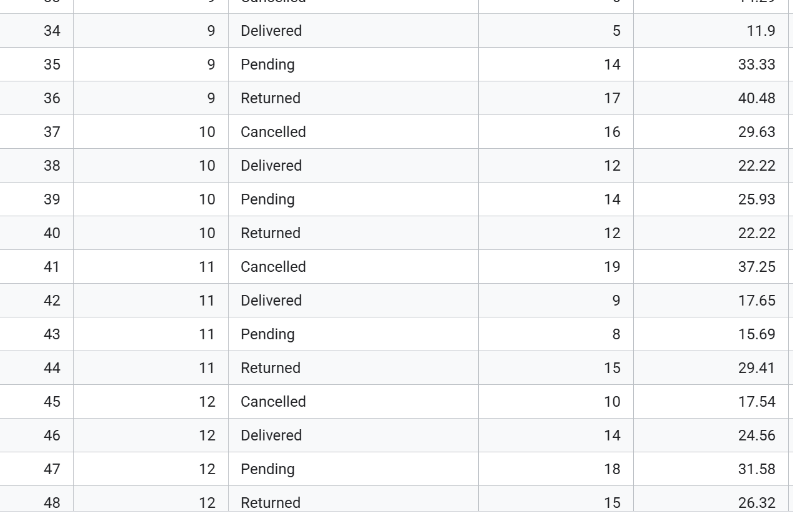 34 9 Delivered 5 11.9
35 9 Pending 14 33.33
36 9 Returned 17 40.48
37 10 Cancelled 16 29.63
38 10 Delivered 12 22.22
39 10 Pending 14 25.93
40 10 Returned 12 22.22
41 11 Cancelled 19 37.25
42 11 Delivered 9 17.65
43 11 Pending 8 15.69
44 11 Returned 15 29.41
45 12 Cancelled 10 17.54
46 12 Delivered 14 24.56
47 12 Pending 18 31.58
48 12 Returned 15 26.32